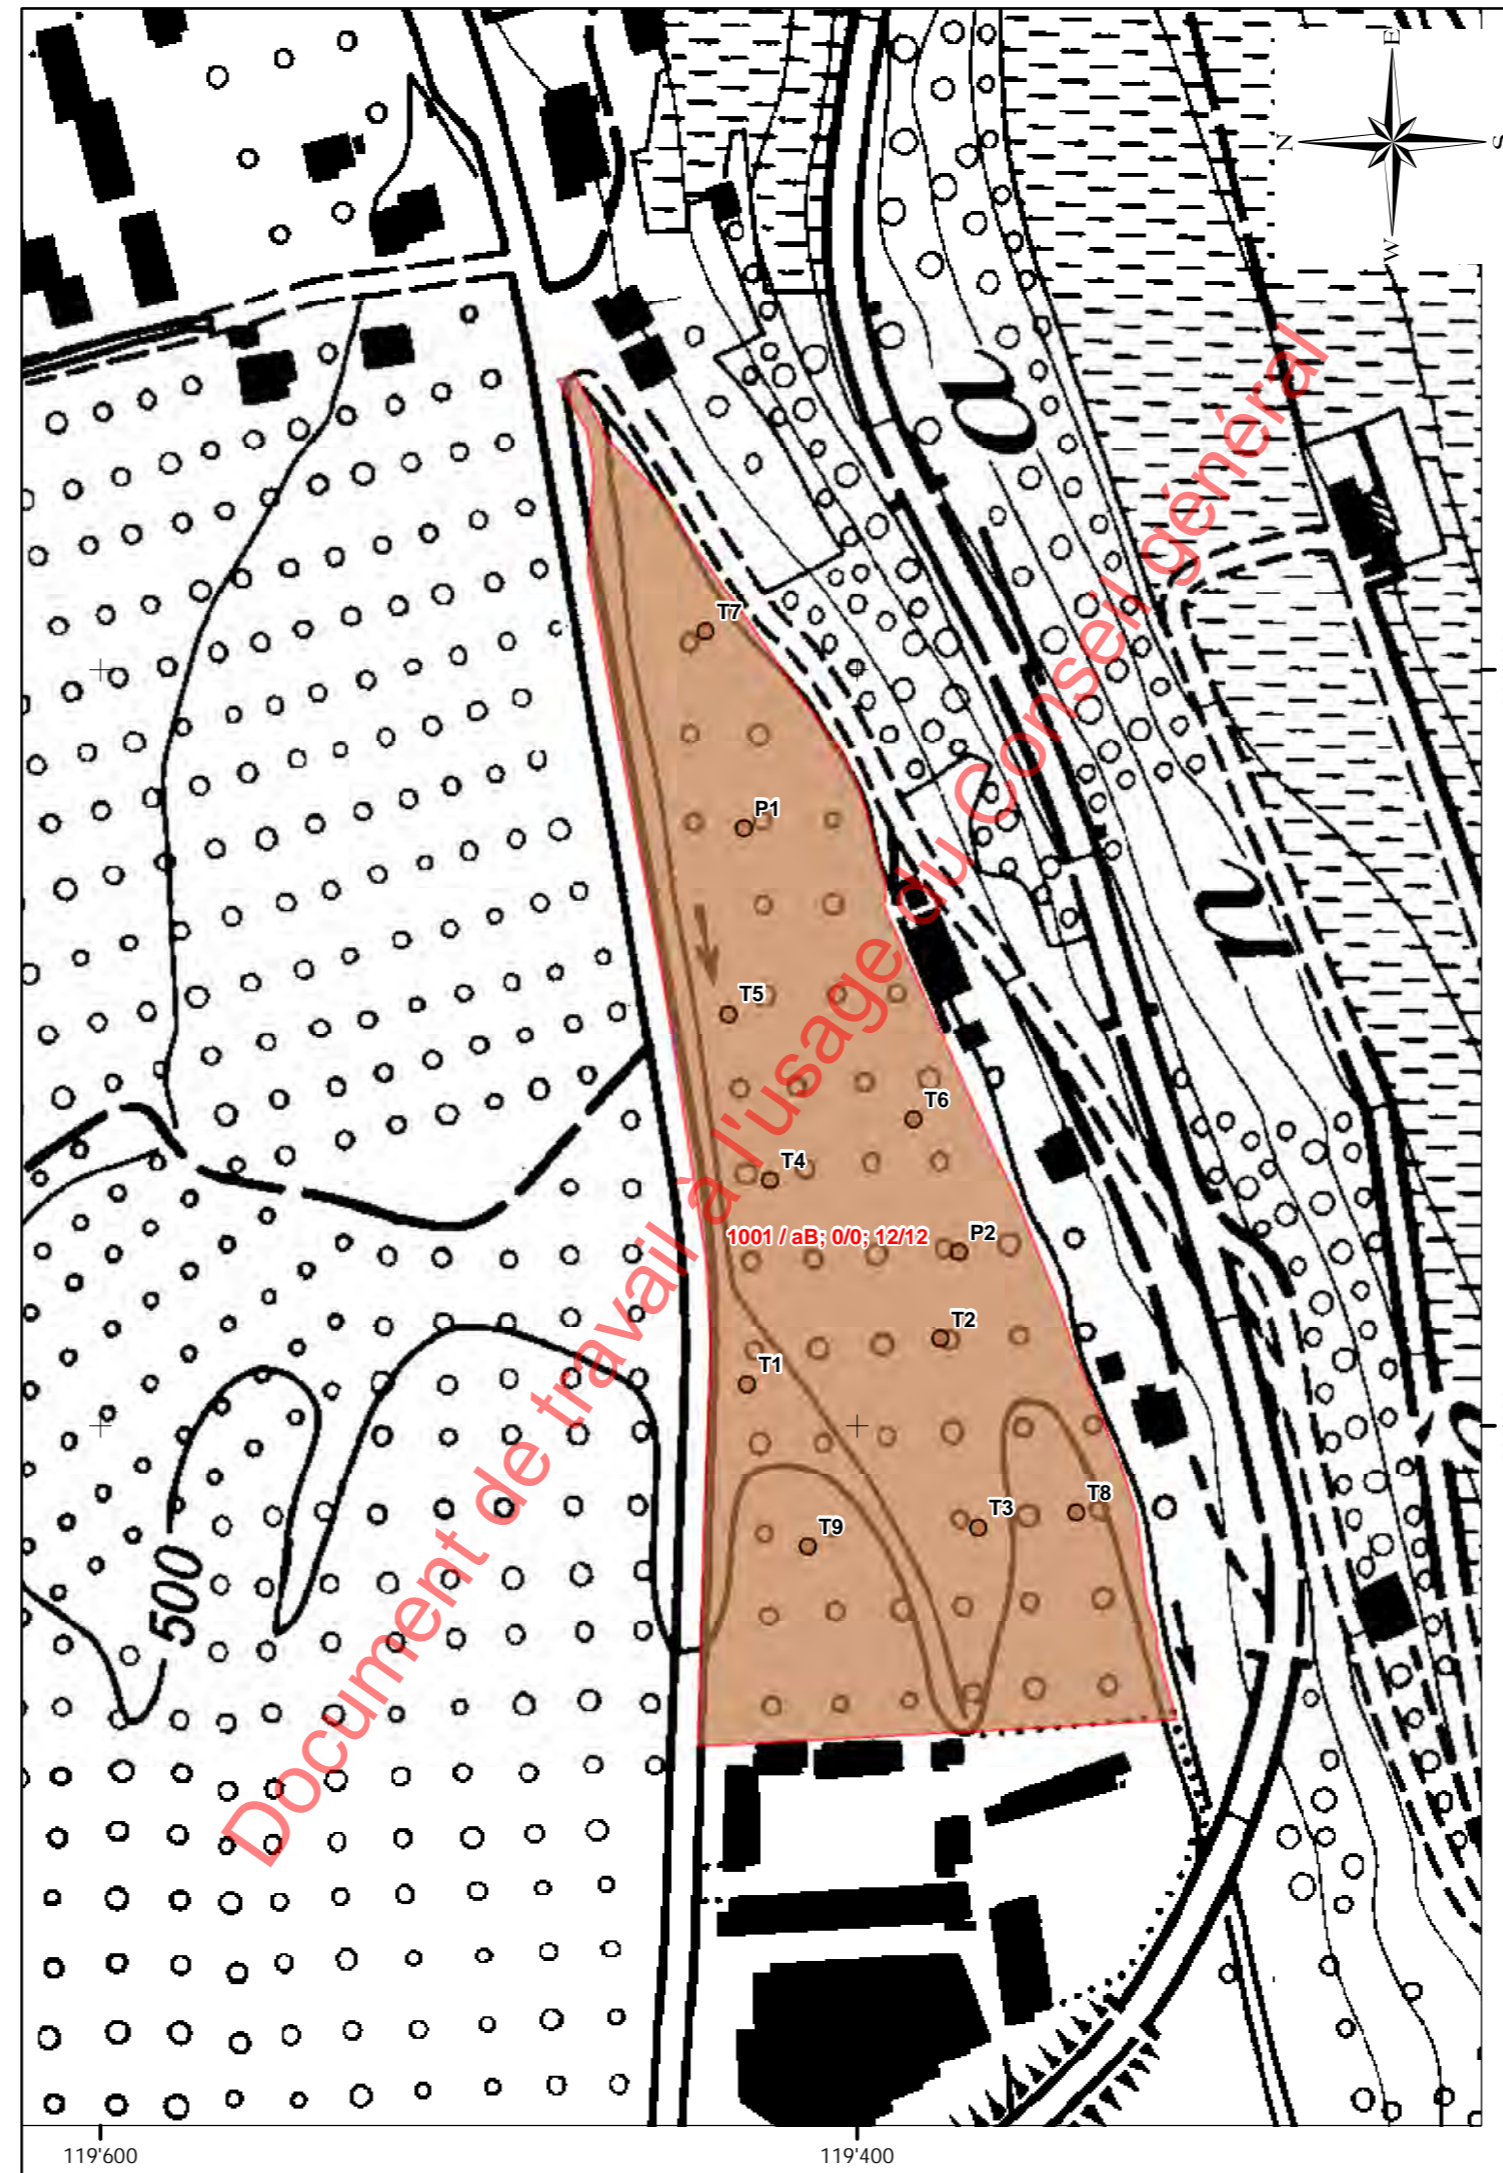 E
N
S
W
T7
P1
T5
T6
T4
1001 / aB; 0/0; 12/12
P2
T2
T1
T8
T3
T9
500
Document de travail à l'usage du Conseil général
119'600
119'400